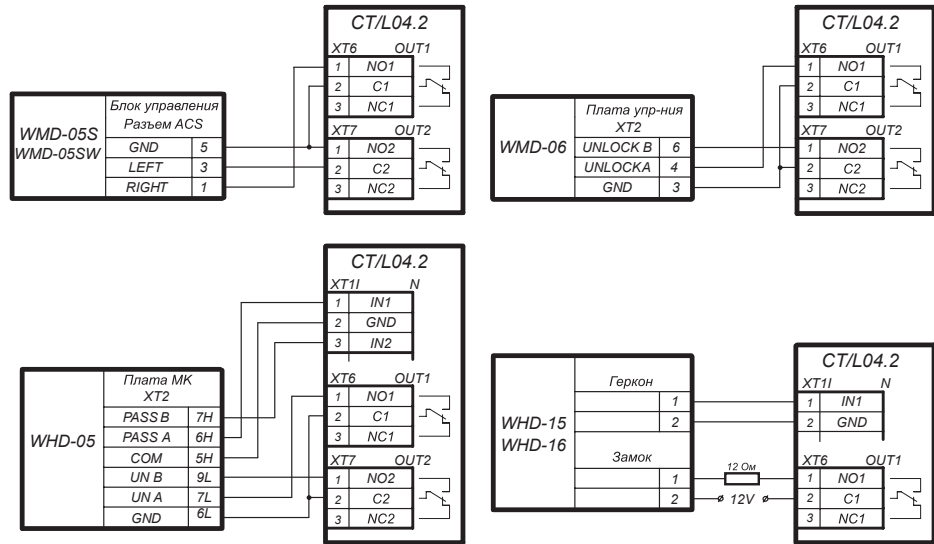 CT/L04.2
XT6 OUT1
1 NO1
2 C1
3 NC1
XT7 OUT2
1 NO2
2 C2
3 NC2
WMD-05S
WMD-05SW
Блок управления
Разъем ACS
GND 5
LEFT 3
RIGHT 1
CT/L04.2
XT6 OUT1
1 NO1
2 C1
3 NC1
XT7 OUT2
1 NO2
2 C2
3 NC2
WMD-06
Плата упр-ния
XT2
UNLOCK B 6
UNLOCKA 4
GND 3
CT/L04.2
XT1I N
1 IN1
2 GND
3 IN2
XT6 OUT1
1 NO1
2 C1
3 NC1
XT7 OUT2
1 NO2
2 C2
3 NC2
WHD-05
Плата МК
XT2
PASS B 7H
PASS A 6H
COM 5H
UN B 9L
UN A 7L
GND 6L
CT/L04.2
XT1I N
1 IN1
2 GND
XT6 OUT1
1 NO1
2 C1
3 NC1
WHD-15
WHD-16
Геркон
1
2
Замок
1
2
12 Ом
12V